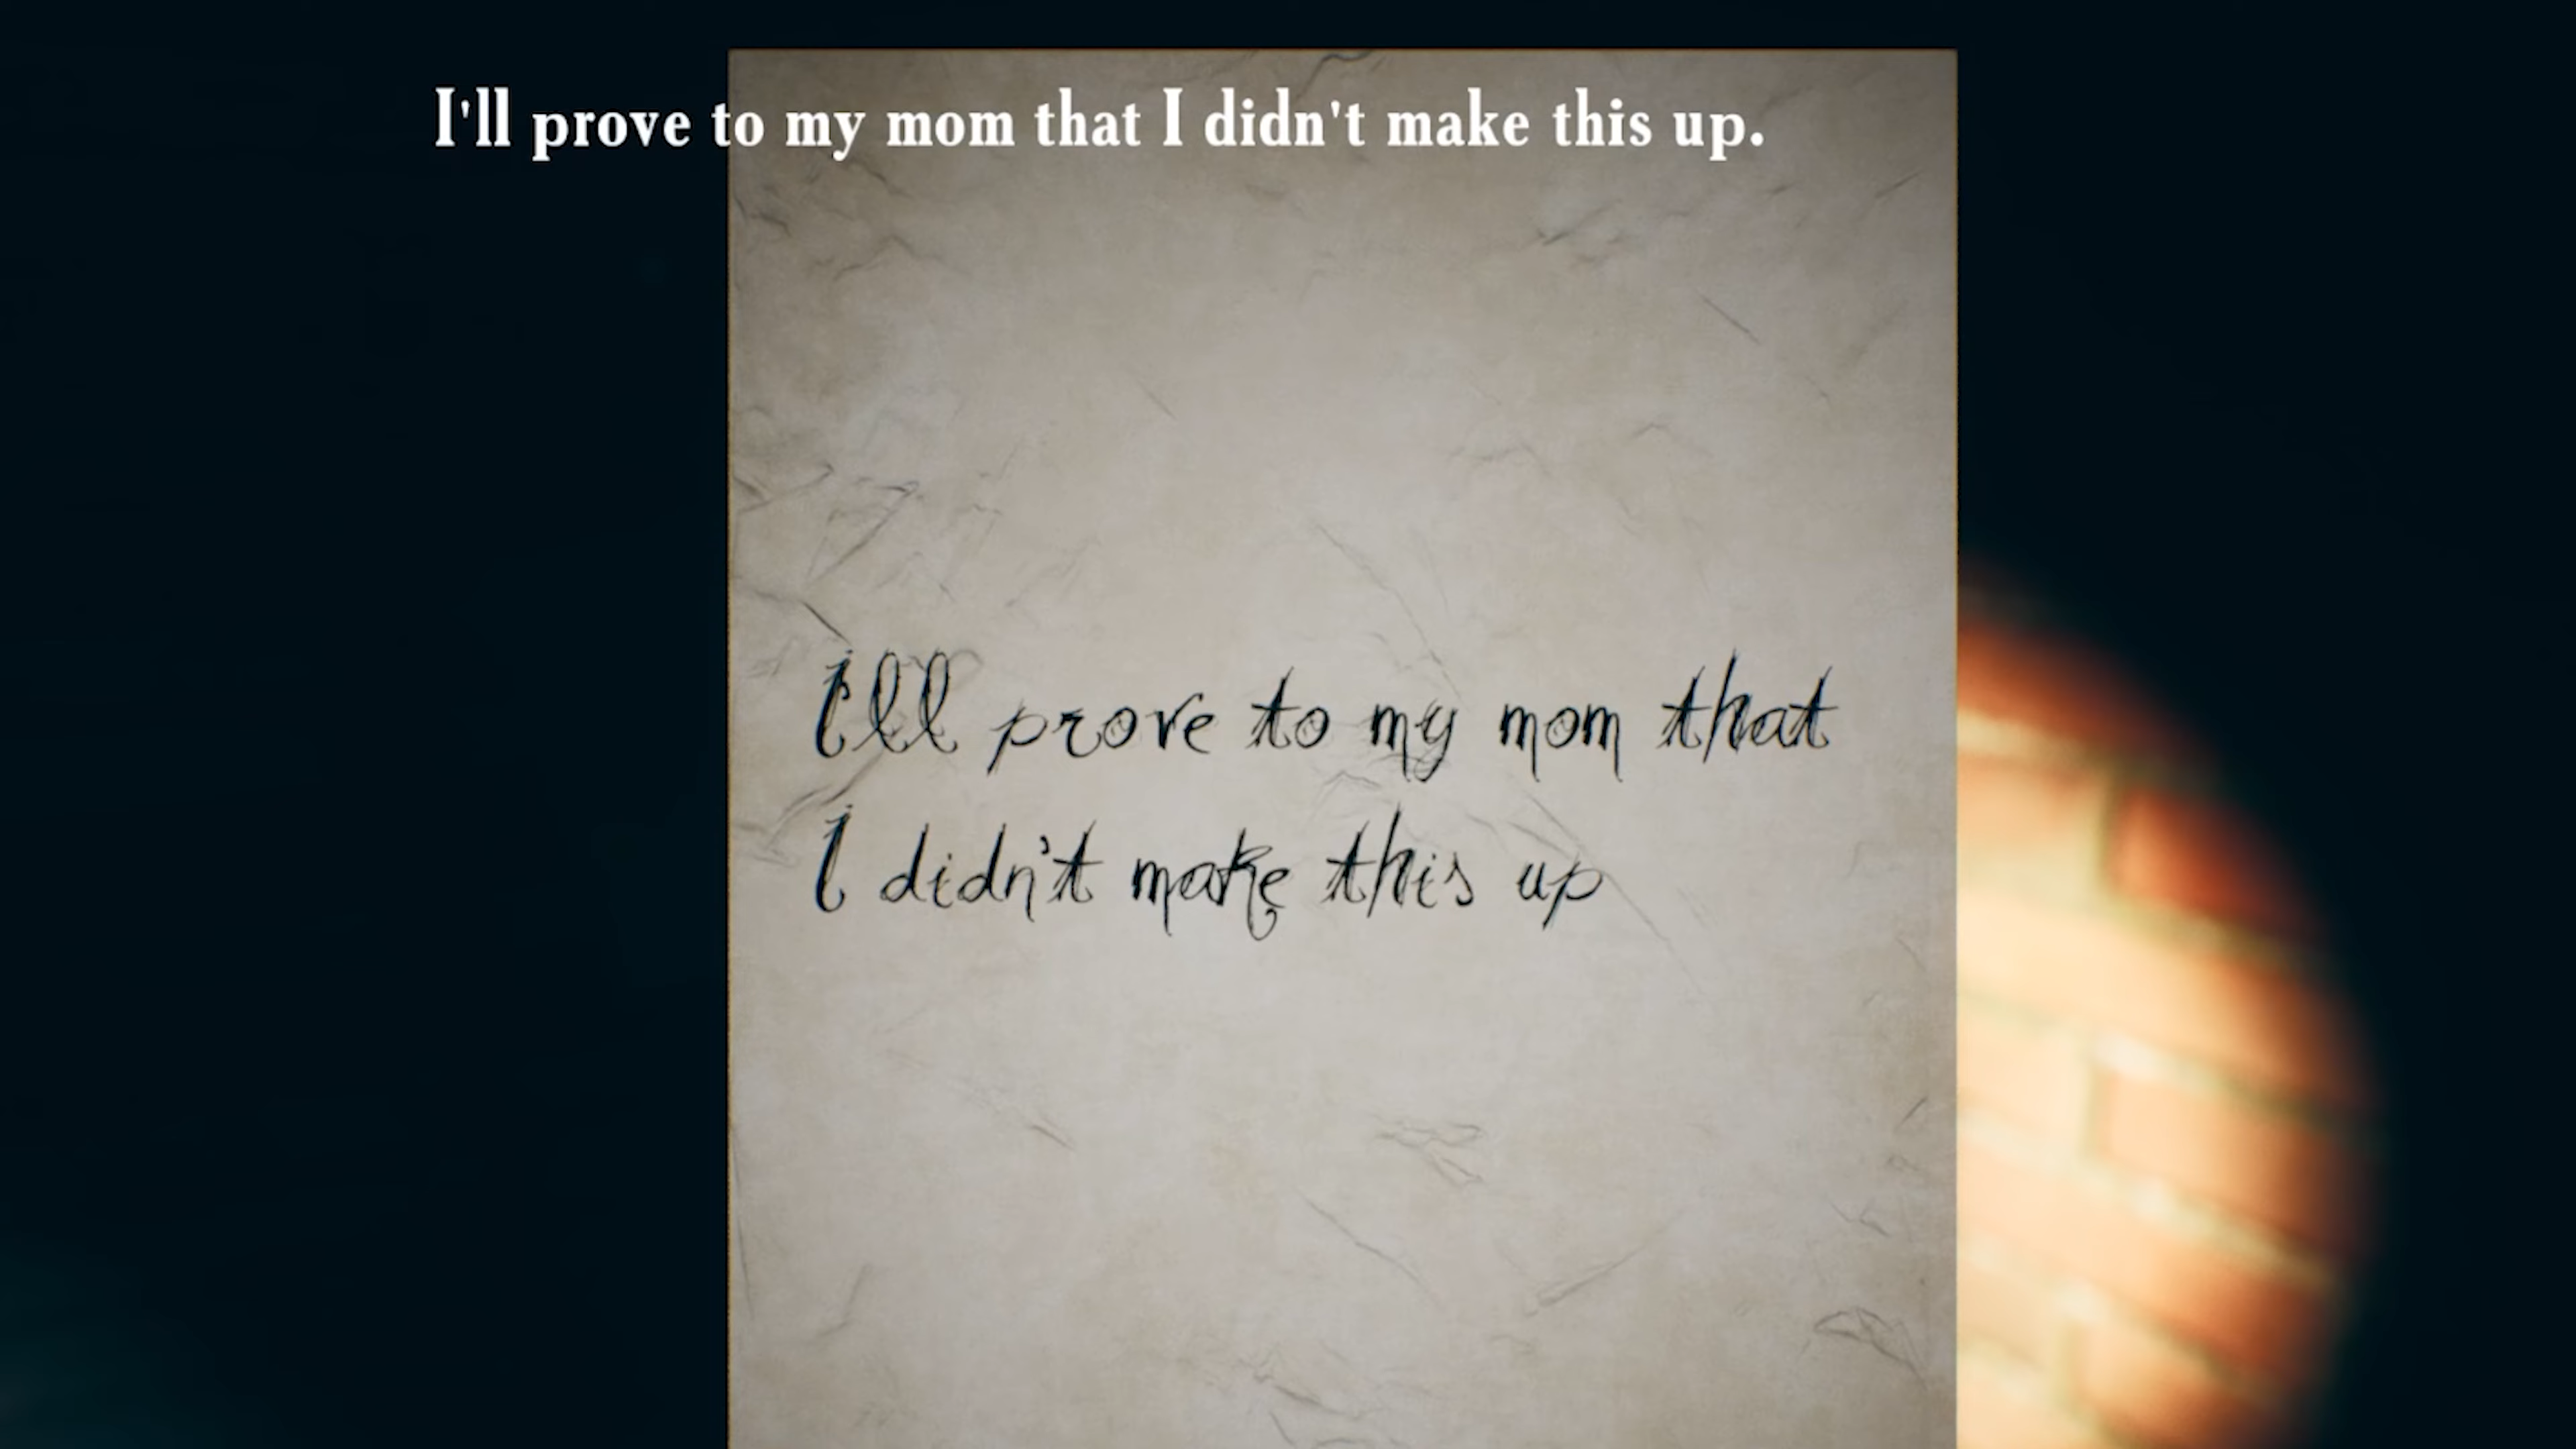 I'll prove to my mom that I didn't make this up.
I'll prove to my mom that
I didn't make this up